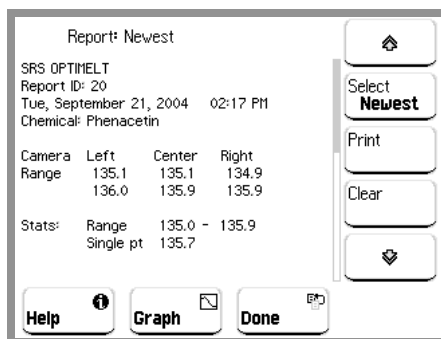 Report: Newest
SRS OPTIMELT
Report ID: 20
Tue, September 21, 2004 02:17 PM
Chemical: Phenacetin
Camera Left Center Right
Range 135.1 135.1 134.9
136.0 135.9 135.9
Stats: Range 135.0 - 135.9
Single pt 135.7
Select
Newest
Print
Clear
Help
Graph
Done